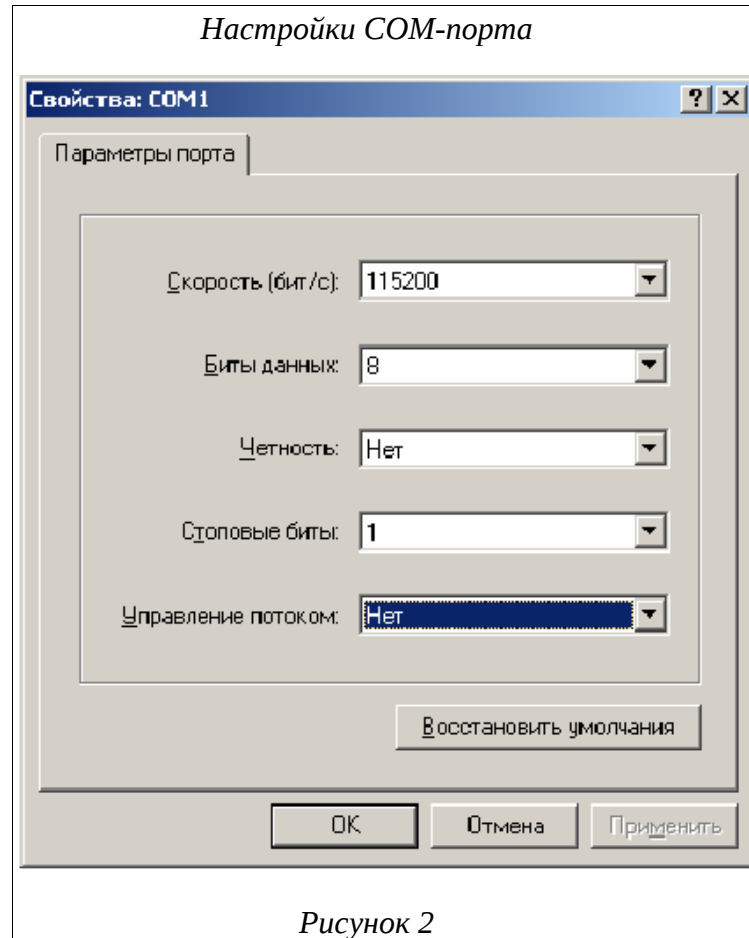 Настройки COM-порта
Свойства: COM1
Параметры порта
Скорость (бит/с): 115200
Биты данных: 8
Четность: Нет
Стоповые биты: 1
Управление потоком: Нет
Восстановить умолчания
OK Отмена Применить
Рисунок 2